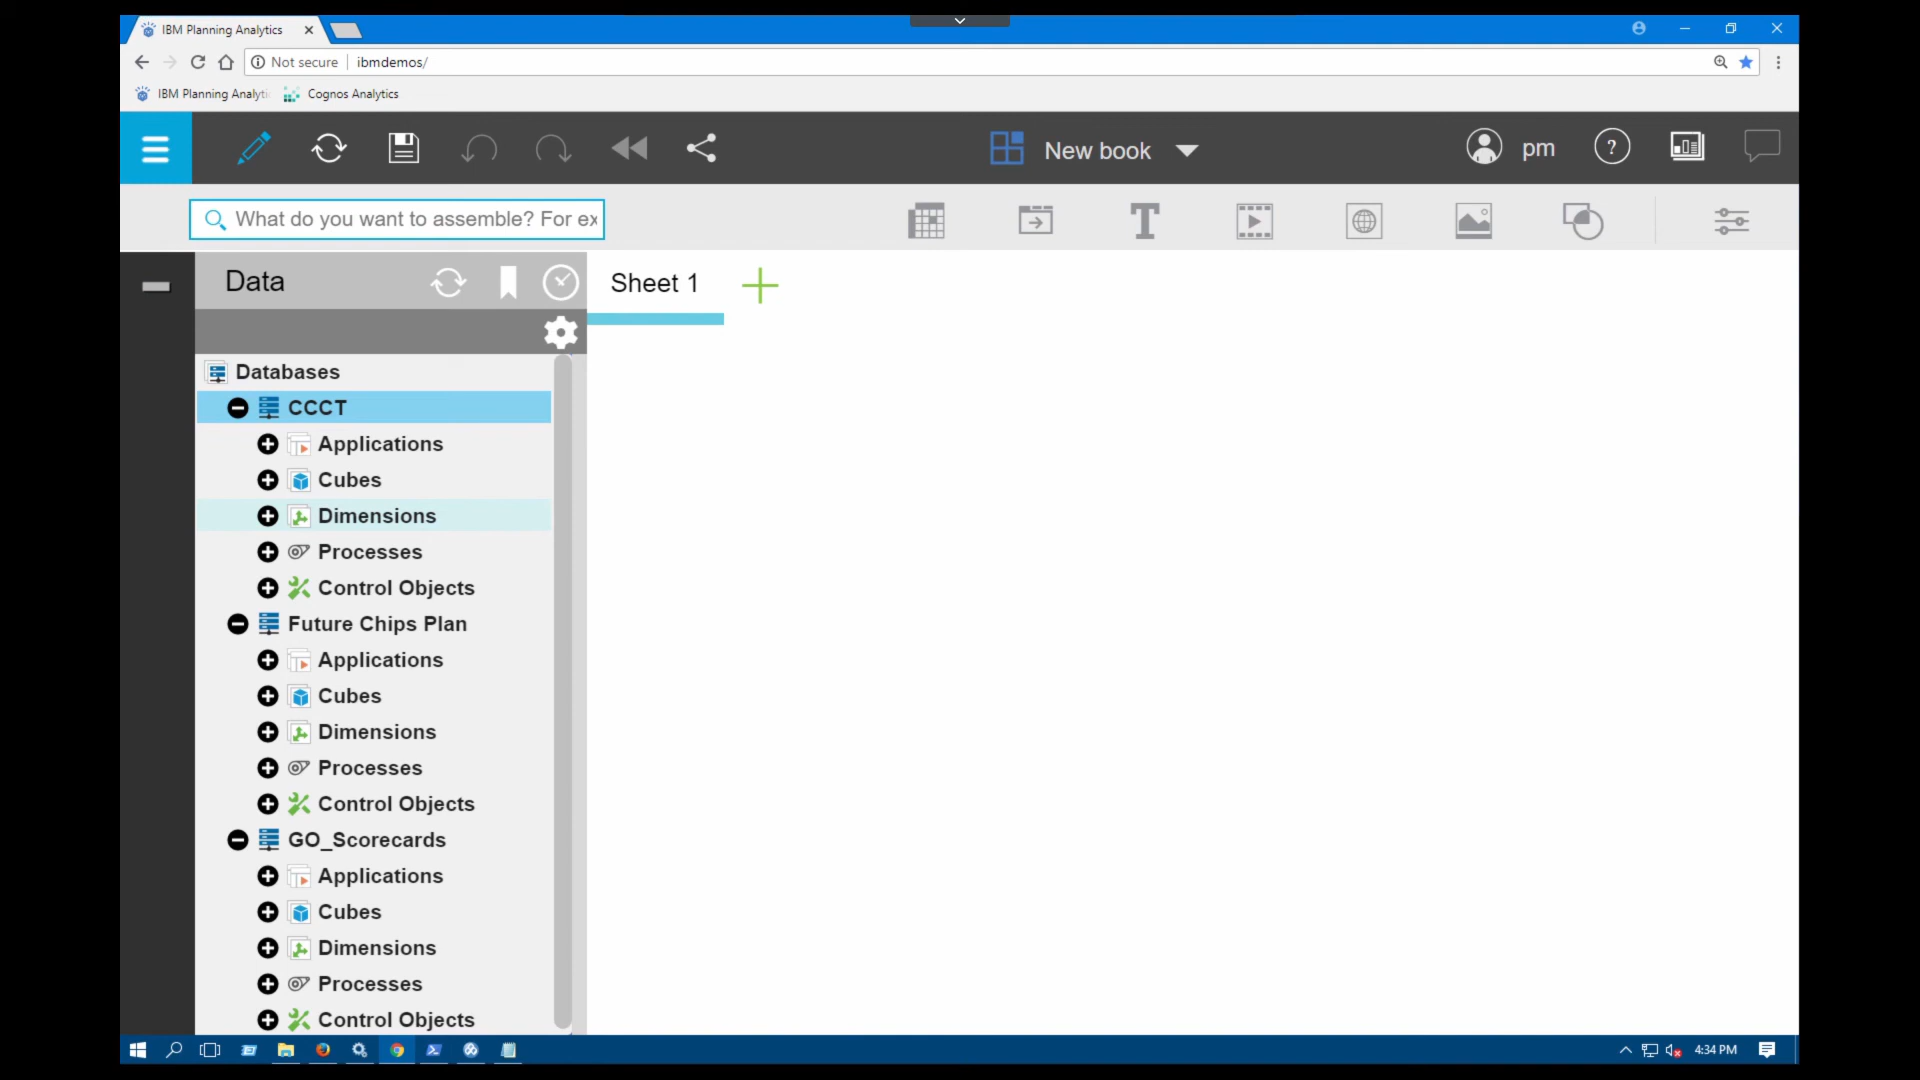 IBM Planning Analytics
Not secure
ibmdemos/
IBM Planning Analyti
Cognos Analytics
New book
pm
What do you want to assemble? For ex
T
Data
Sheet 1
Databases
CCCT
Applications
Cubes
Dimensions
Processes
Control Objects
Future Chips Plan
Applications
Cubes
Dimensions
Processes
Control Objects
GO_Scorecards
Applications
Cubes
Dimensions
Processes
Control Objects
4:34 PM